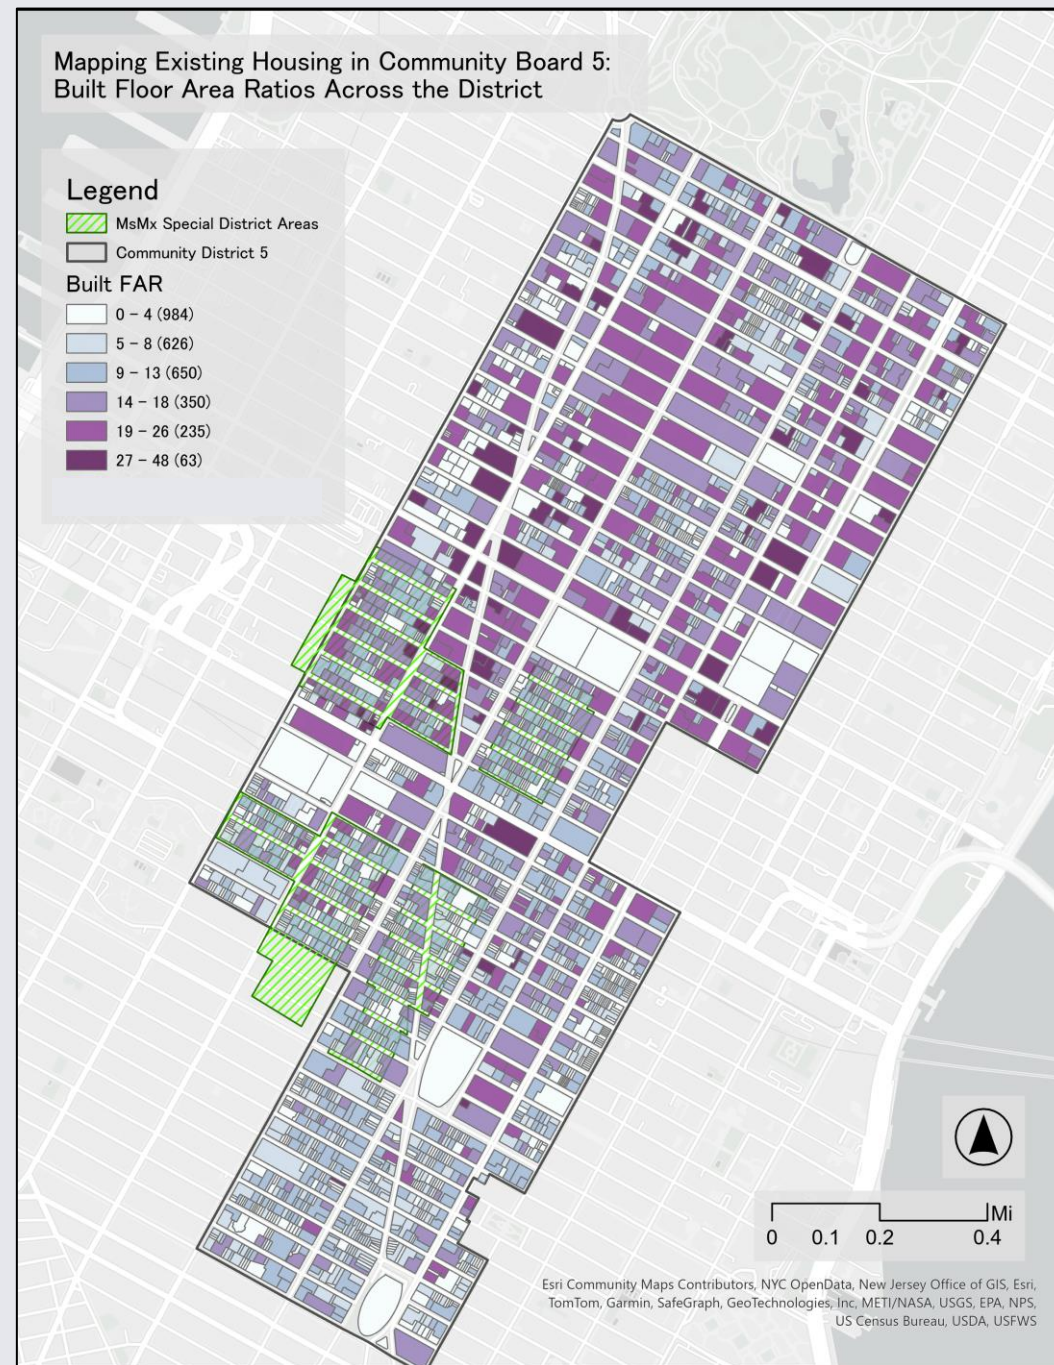 Mapping Existing Housing in Community Board 5:
Built Floor Area Ratios Across the District
Legend
MsMx Special District Areas
Community District 5
Built FAR
0 – 4 (984)
5 – 8 (626)
9 – 13 (650)
14 – 18 (350)
19 – 26 (235)
27 – 48 (63)
Mi
0 0.1 0.2 0.4
Esri Community Maps Contributors, NYC OpenData, New Jersey Office of GIS, Esri,
TomTom, Garmin, SafeGraph, GeoTechnologies, Inc, METI/NASA, USGS, EPA, NPS,
US Census Bureau, USDA, USFWS